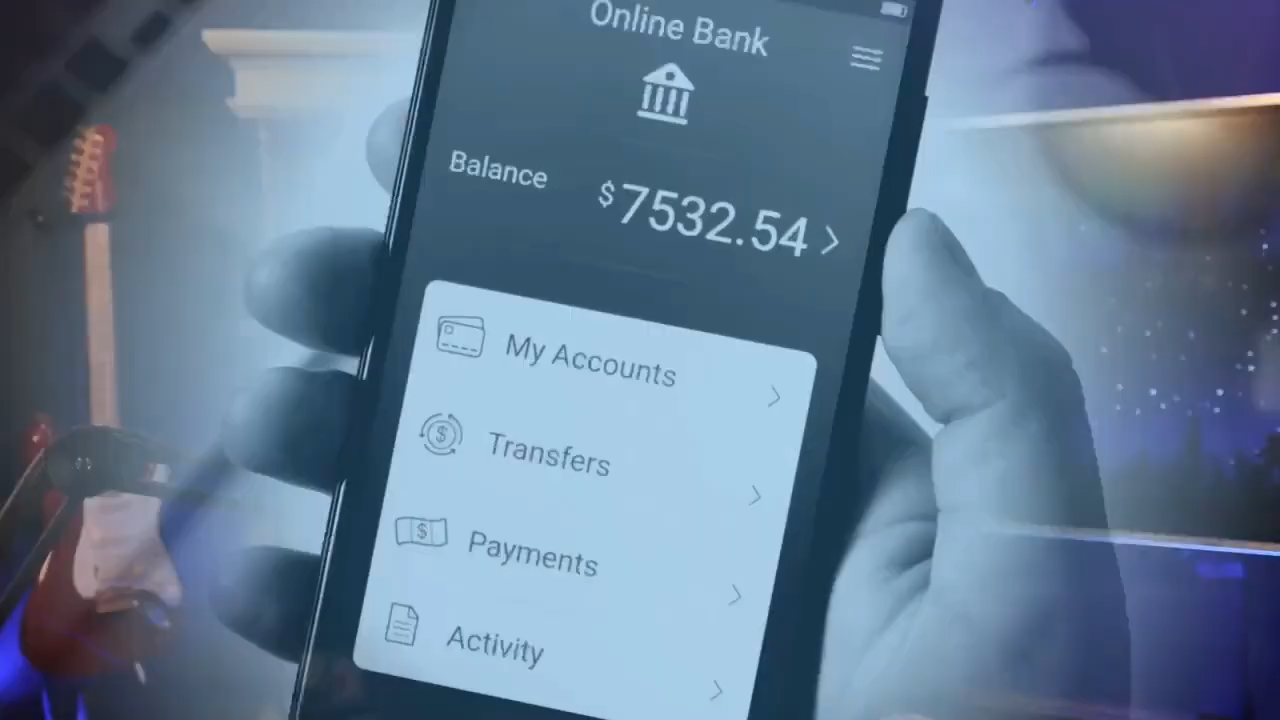 Online Bank
Balance $7532.54
My Accounts
Transfers
Payments
Activity